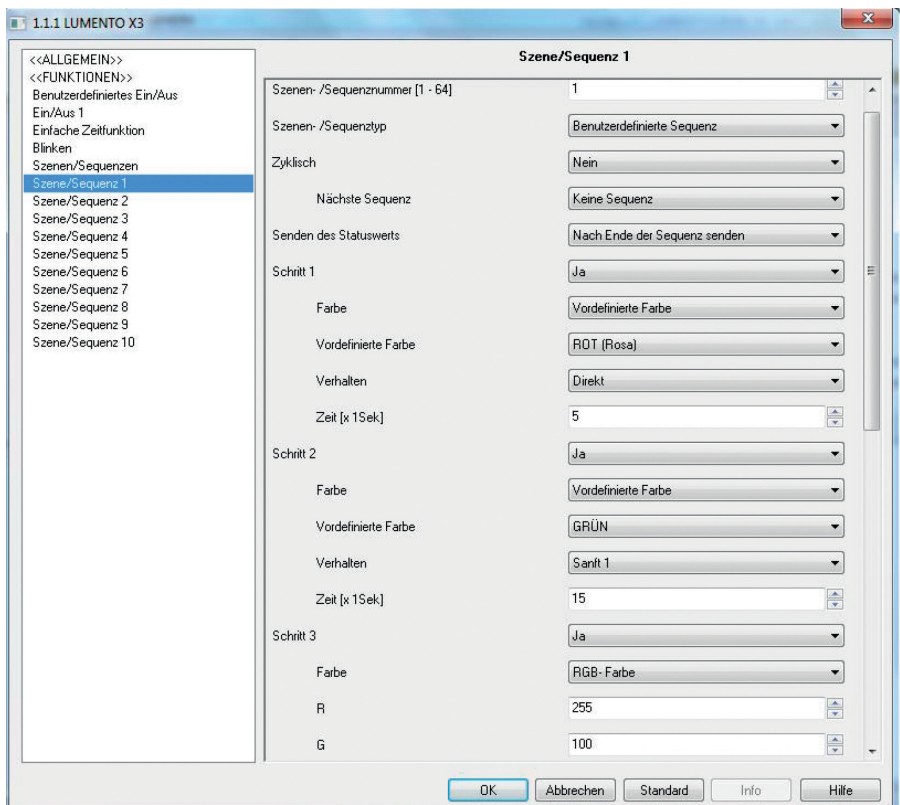 1.1.1 LUMENTO X3
<<ALLGEMEIN>>
<<FUNKTIONEN>>
Benutzerdefiniertes Ein/Aus
Ein/Aus 1
Einfache Zeitfunktion
Blinken
Szenen/Sequenzen
Szene/Sequenz 1
Szene/Sequenz 2
Szene/Sequenz 3
Szene/Sequenz 4
Szene/Sequenz 5
Szene/Sequenz 6
Szene/Sequenz 7
Szene/Sequenz 8
Szene/Sequenz 9
Szene/Sequenz 10
Szene/Sequenz 1
Szenen- /Sequenznummer [1 - 64] 1
Szenen- /Sequenztyp Benutzerdefinierte Sequenz
Zyklisch Nein
Nächste Sequenz Keine Sequenz
Senden des Statuswerts Nach Ende der Sequenz senden
Schritt 1 Ja
Farbe Vordefinierte Farbe
Vordefinierte Farbe ROT (Rosa)
Verhalten Direkt
Zeit [x 1Sek] 5
Schritt 2 Ja
Farbe Vordefinierte Farbe
Vordefinierte Farbe GRÜN
Verhalten Sanft 1
Zeit [x 1Sek] 15
Schritt 3 Ja
Farbe RGB- Farbe
R 255
G 100
OK Abbrechen Standard Info Hilfe